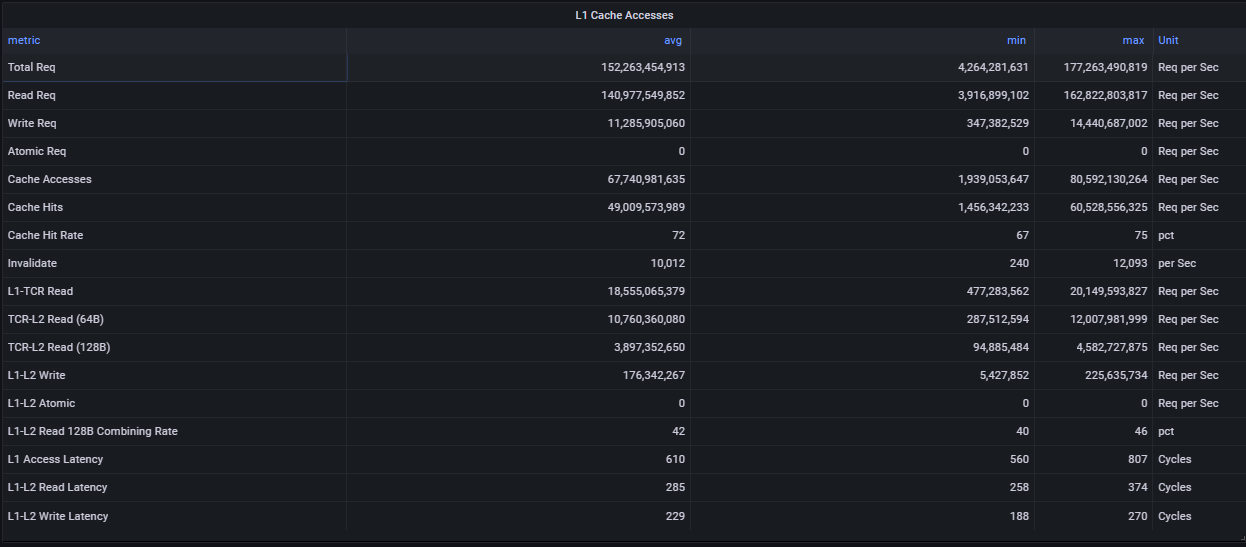 L1 Cache Accesses
metric avg min max Unit
Total Req 152,263,454,913 4,264,281,631 177,263,490,819 Req per Sec
Read Req 140,977,549,852 3,916,899,102 162,822,803,817 Req per Sec
Write Req 11,285,905,060 347,382,529 14,440,687,002 Req per Sec
Atomic Req 0 0 0 Req per Sec
Cache Accesses 67,740,981,635 1,939,053,647 80,592,130,264 Req per Sec
Cache Hits 49,009,573,989 1,456,342,233 60,528,556,325 Req per Sec
Cache Hit Rate 72 67 75 pct
Invalidate 10,012 240 12,093 per Sec
L1-TCR Read 18,555,065,379 477,283,562 20,149,593,827 Req per Sec
TCR-L2 Read (64B) 10,760,360,080 287,512,594 12,007,981,999 Req per Sec
TCR-L2 Read (128B) 3,897,352,650 94,885,484 4,582,727,875 Req per Sec
L1-L2 Write 176,342,267 5,427,852 225,635,734 Req per Sec
L1-L2 Atomic 0 0 0 Req per Sec
L1-L2 Read 128B Combining Rate 42 40 46 pct
L1 Access Latency 610 560 807 Cycles
L1-L2 Read Latency 285 258 374 Cycles
L1-L2 Write Latency 229 188 270 Cycles